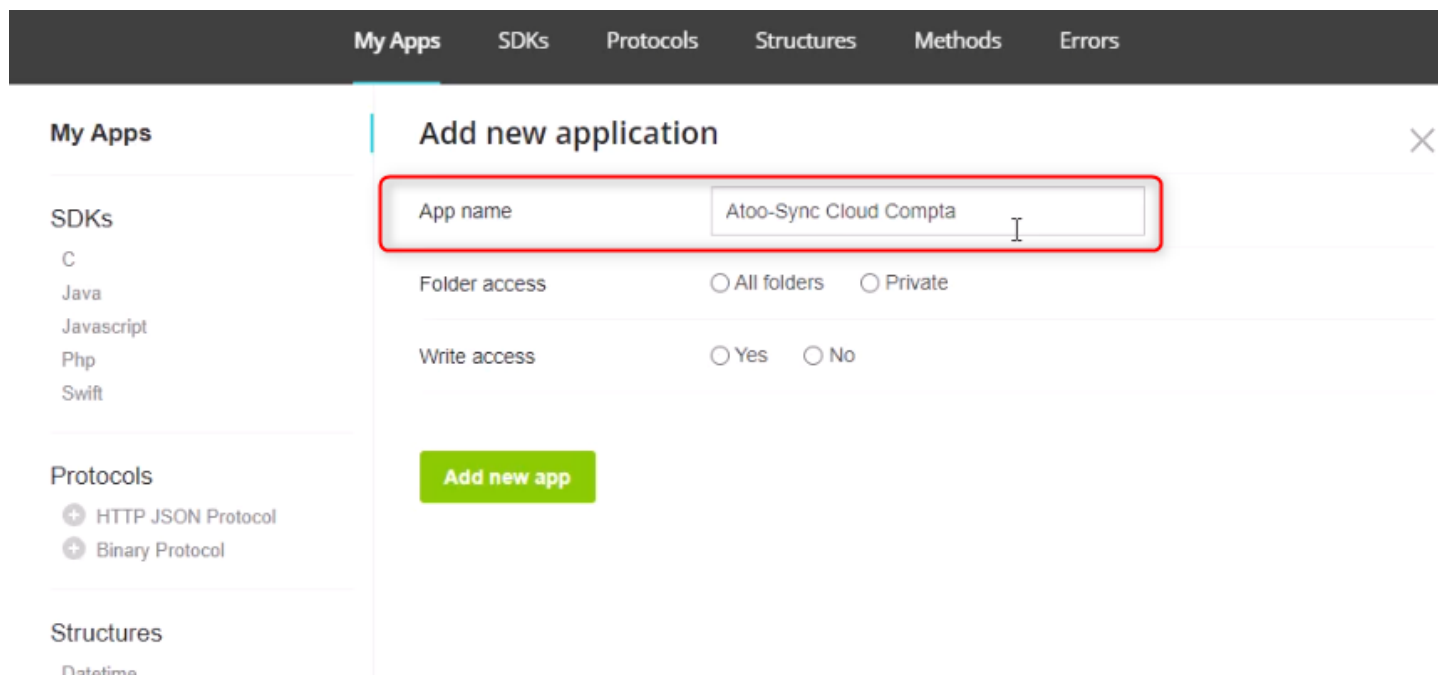 My Apps SDKs Protocols Structures Methods Errors
My Apps
SDKs
C
Java
Javascript
Php
Swift
Protocols
HTTP JSON Protocol
Binary Protocol
Structures
Datetime
Add new application
App name Atoo-Sync Cloud Compta
Folder access All folders Private
Write access Yes No
Add new app